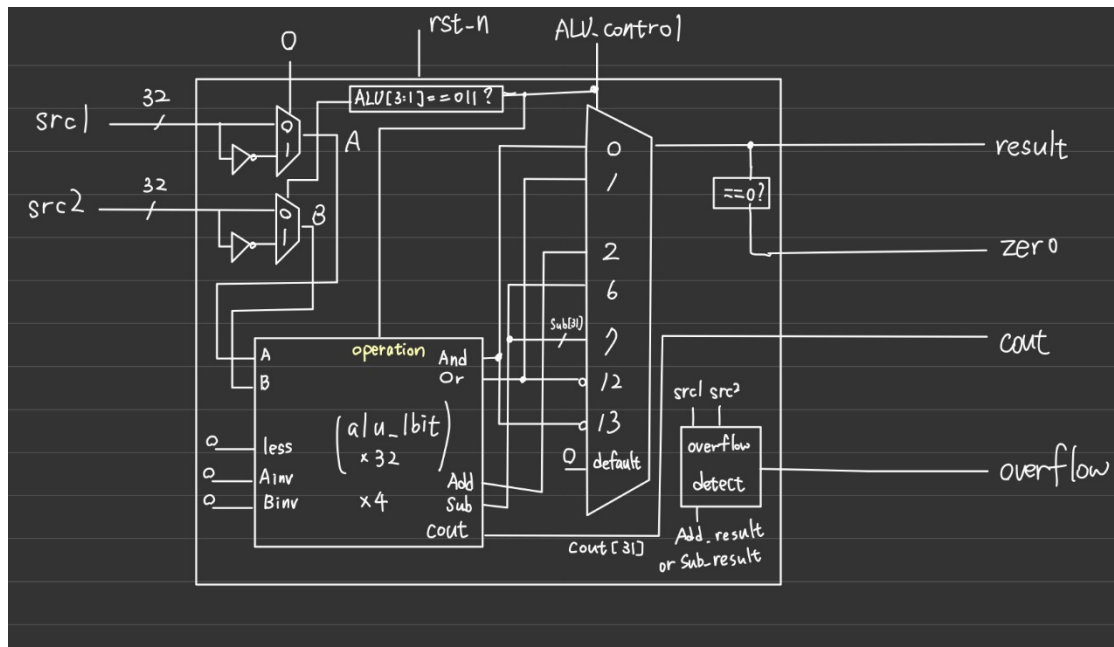 rst_n
ALU_control
0
ALU[3:1]==011?
32
src1
0
1
A
32
src2
0
1
B
0
1
2
6
Sub[31]
7
12
13
0
default
result
==0?
zero
cout
operation
A
B
And
Or
(alu_1bit)
×32
×4
0
less
0
Ainv
0
Binv
Add
Sub
cout
Cout[31]
src1 src2
overflow
detect
Add_result
or Sub_result
overflow